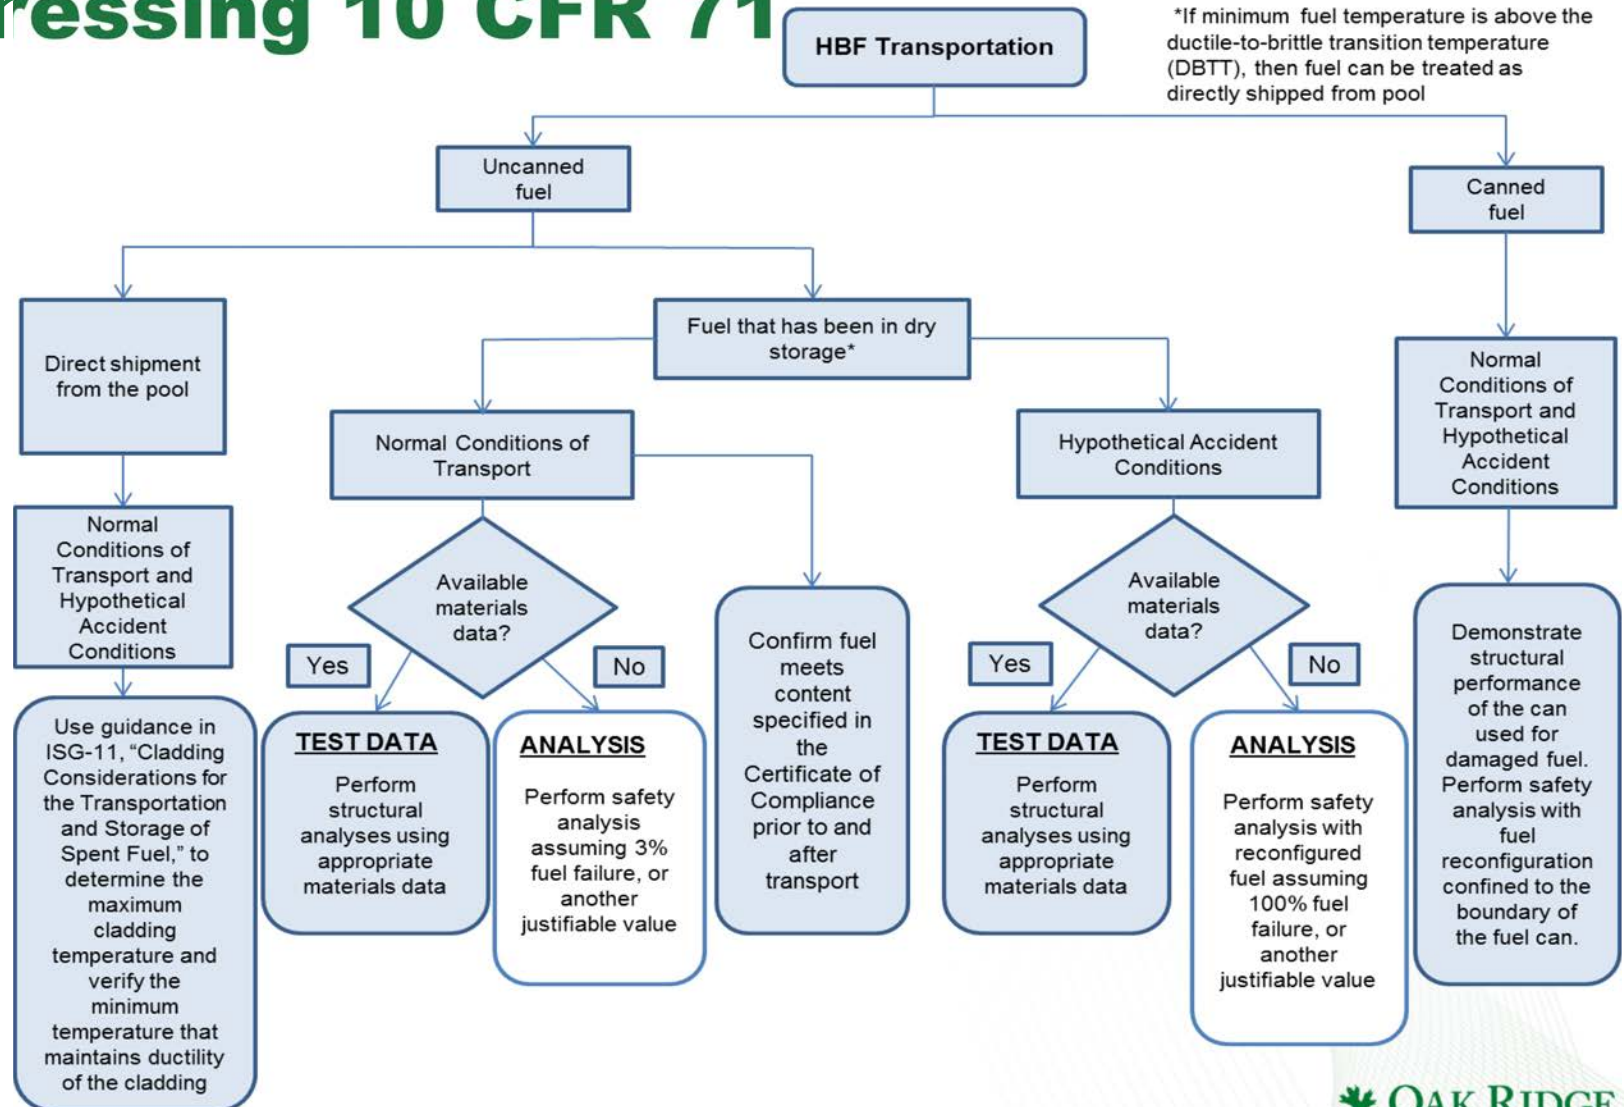 ressing 10 CFR 71
HBF Transportation
*If minimum fuel temperature is above the
ductile-to-brittle transition temperature
(DBTT), then fuel can be treated as
directly shipped from pool
Uncanned
fuel
Canned
fuel
Direct shipment
from the pool
Fuel that has been in dry
storage*
Normal
Conditions of
Transport and
Hypothetical
Accident
Conditions
Normal Conditions of
Transport
Hypothetical Accident
Conditions
Normal
Conditions of
Transport and
Hypothetical
Accident
Conditions
Use guidance in
ISG-11, “Cladding
Considerations for
the Transportation
and Storage of
Spent Fuel,” to
determine the
maximum
cladding
temperature and
verify the
minimum
temperature that
maintains ductility
of the cladding
Available
materials
data?
Yes
No
TEST DATA
Perform
structural
analyses using
appropriate
materials data
ANALYSIS
Perform safety
analysis
assuming 3%
fuel failure, or
another
justifiable value
Confirm fuel
meets
content
specified in
the
Certificate of
Compliance
prior to and
after
transport
Available
materials
data?
Yes
No
TEST DATA
Perform
structural
analyses using
appropriate
materials data
ANALYSIS
Perform safety
analysis with
reconfigured
fuel assuming
100% fuel
failure, or
another
justifiable value
Demonstrate
structural
performance
of the can
used for
damaged fuel.
Perform safety
analysis with
fuel
reconfiguration
confined to the
boundary of
the fuel can.
OAK RIDGE